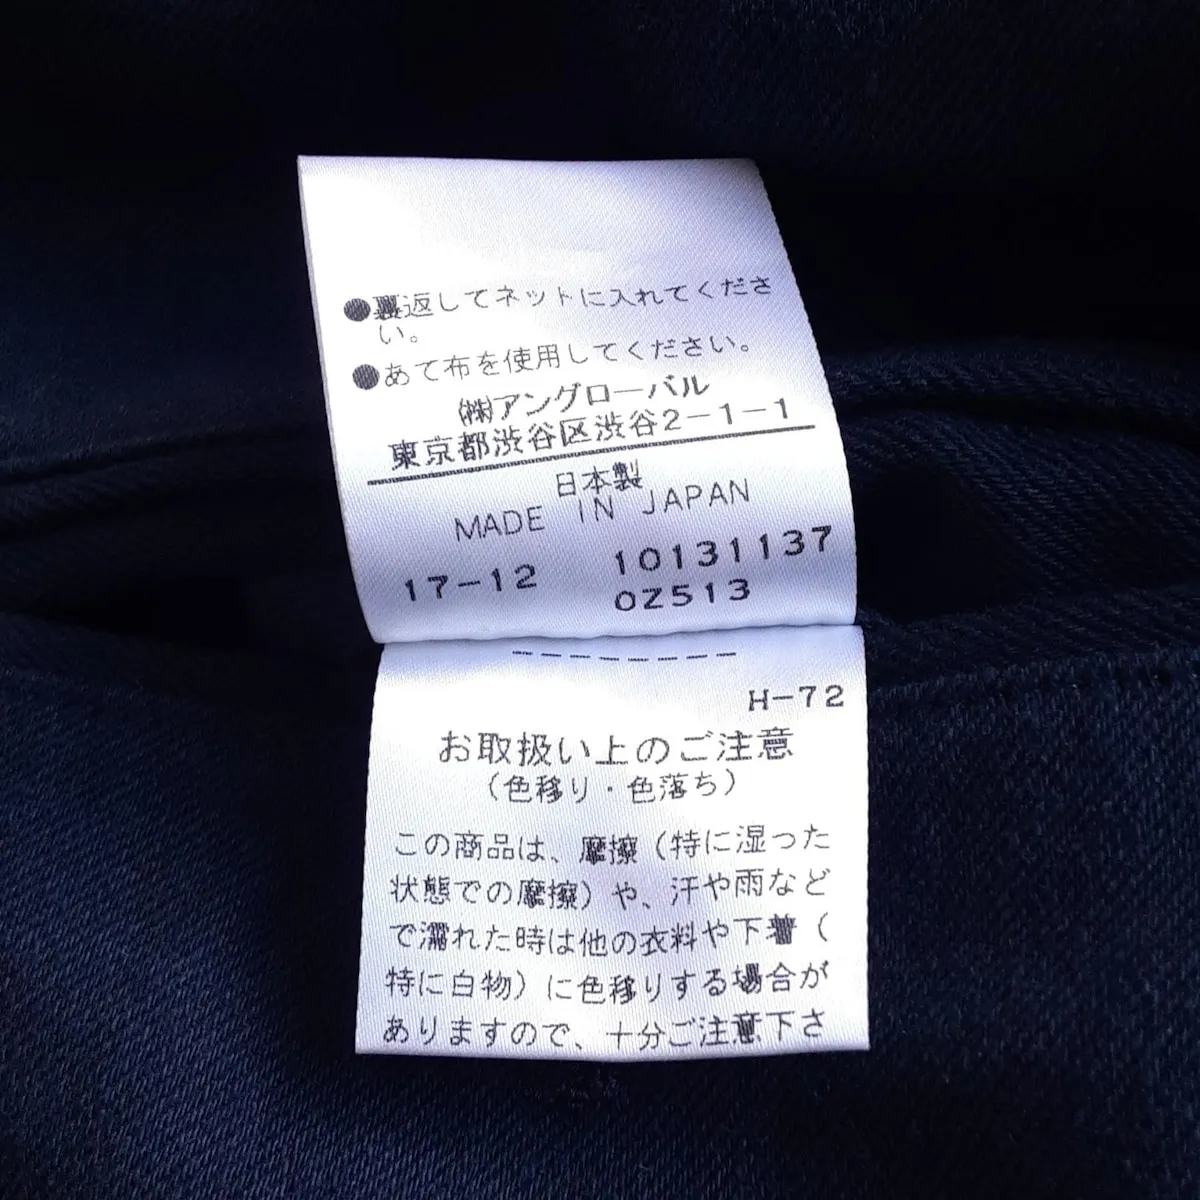 ●裏返してネットに入れてくださ
い。
●あて布を使用してください。
㈱アングローバル
東京都渋谷区渋谷2-1-1
日本製
MADE IN JAPAN
17-12 10131137
OZ513
H-72
お取扱い上のご注意
(色移り・色落ち)
この商品は、摩擦(特に湿った
状態での摩擦)や、汗や雨など
で濡れた時は他の衣料や下着(
特に白物)に色移りする場合が
ありますので、十分ご注意下さ